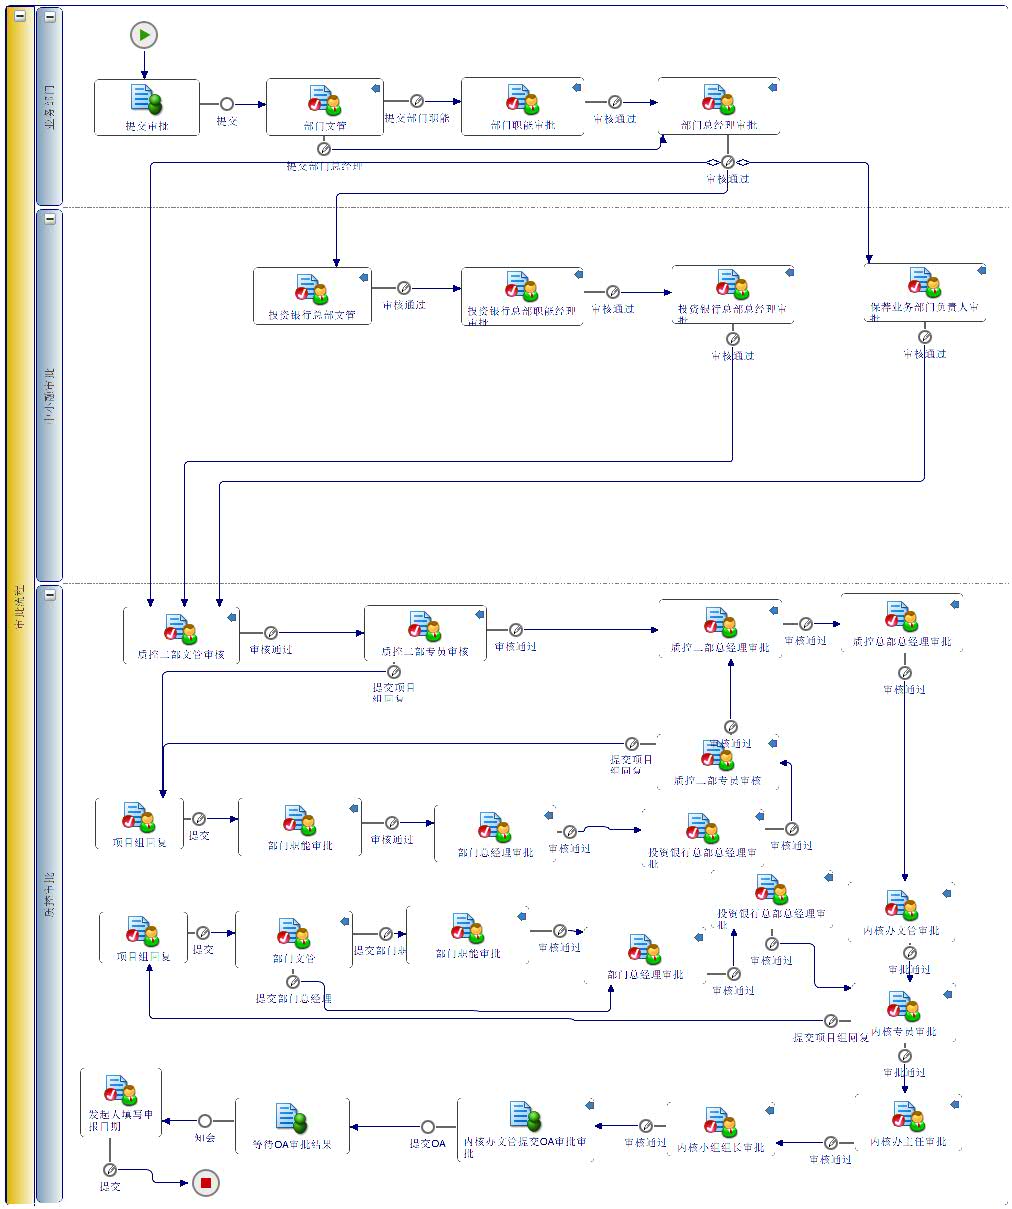 审批流程
业务部门
提交审批
提交
部门文管
提交部门职能
部门职能审批
审核通过
部门总经理审批
提交部门总经理
审核通过
中小融审批
投资银行总部文管
审核通过
投资银行总部职能经理
审批
审核通过
投资银行总部总经理审
批
保荐业务部门负责人审
批
审核通过
审核通过
质控审批
质控二部文管审核
审核通过
质控二部专员审核
审核通过
质控二部总经理审批
审核通过
质控总部总经理审批
提交项目
组回复
审核通过
审核通过
提交项目
组回复
质控二部专员审核
项目组回复
提交
部门职能审批
审核通过
部门总经理审批
审核通过
投资银行总部总经理审
批
审核通过
投资银行总部总经理审
批
内核办文管审批
项目组回复
提交
部门文管
提交部门职
部门职能审批
审核通过
部门总经理审批
审核通过
审核通过
审批通过
提交部门总经理
内核专员审批
提交项目组回复
审批通过
发起人填写申
报日期
知会
等待OA审批结果
提交OA
内核办文管提交OA审批审
批
审核通过
内核小组组长审批
审核通过
内核办主任审批
提交